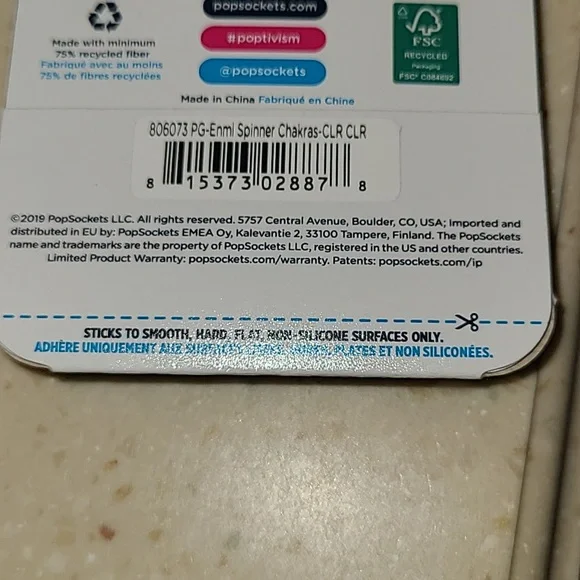 popsockets.com
Made with minimum
75% recycled fiber
Fabriqué avec au moins
75% de fibres recyclées
#poptivism
@popsockets
FSC
RECYCLED
Packaging
FSC® C084692
Made in China Fabriqué en Chine
806073 PG-Enml Spinner Chakras-CLR CLR
8 15373 02887 8
©2019 PopSockets LLC. All rights reserved. 5757 Central Avenue, Boulder, CO, USA; imported and
distributed in EU by: PopSockets EMEA Oy, Kalevantie 2, 33100 Tampere, Finland. The PopSockets
name and trademarks are the property of PopSockets LLC, registered in the US and other countries.
Limited Product Warranty: popsockets.com/warranty. Patents: popsockets.com/ip
STICKS TO SMOOTH, HARD, FLAT, NON-SILICONE SURFACES ONLY.
ADHÈRE UNIQUEMENT AUX SURFACES PLATES ET NON SILICONÉES.